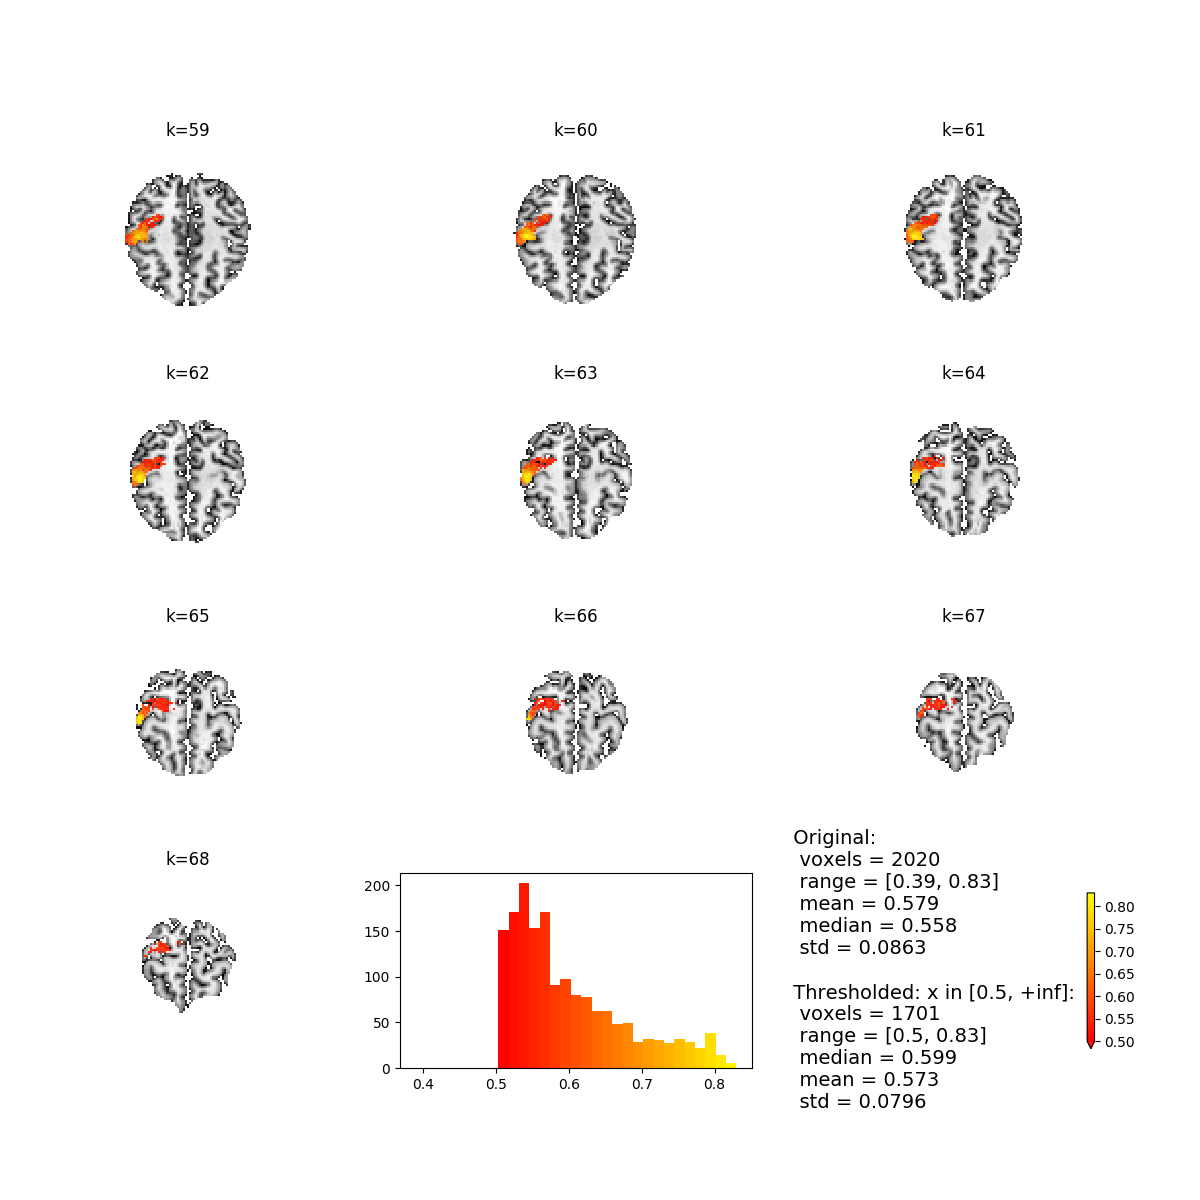 k=59
k=60
k=61
k=62
k=63
k=64
k=65
k=66
k=67
k=68
200
150
100
50
0
0.4
0.5
0.6
0.7
0.8
Original:
voxels = 2020
range = [0.39, 0.83]
mean = 0.579
median = 0.558
std = 0.0863
Thresholded: x in [0.5, +inf]:
voxels = 1701
range = [0.5, 0.83]
median = 0.599
mean = 0.573
std = 0.0796
0.80
0.75
0.70
0.65
0.60
0.55
0.50